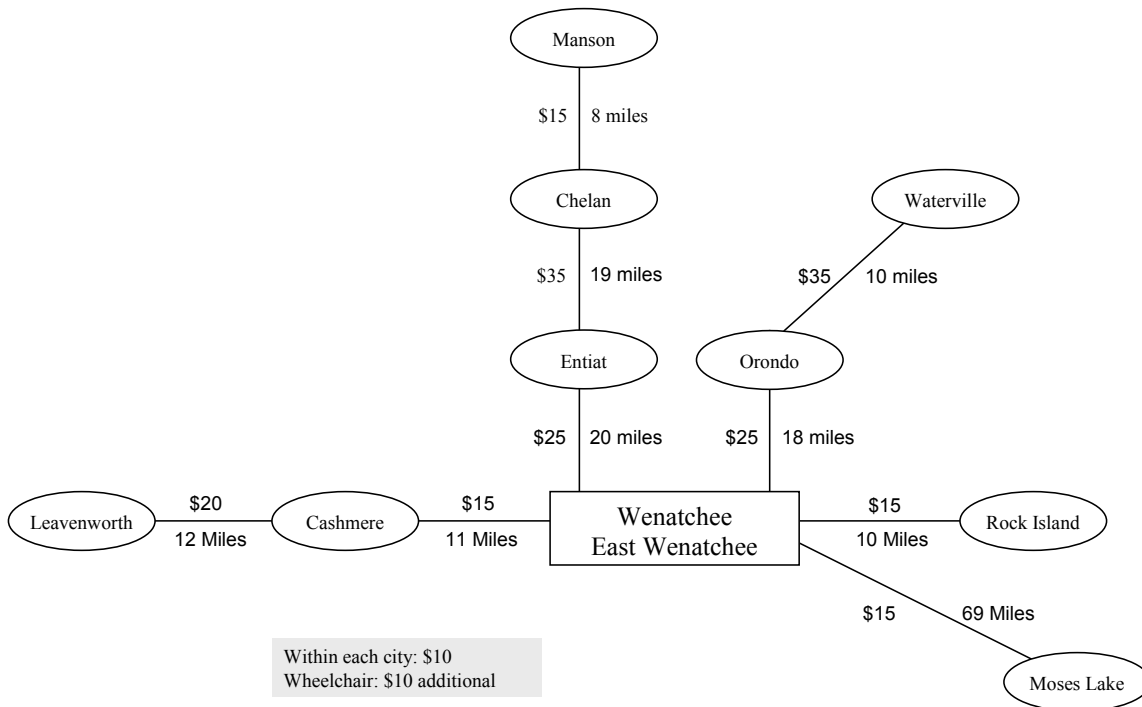 Manson
$15 8 miles
Chelan
Waterville
$35 19 miles
$35 10 miles
Entiat
Orondo
$25 20 miles
$25 18 miles
Leavenworth
$20
12 Miles
Cashmere
$15
11 Miles
Wenatchee
East Wenatchee
$15
10 Miles
Rock Island
$15 69 Miles
Moses Lake
Within each city: $10
Wheelchair: $10 additional